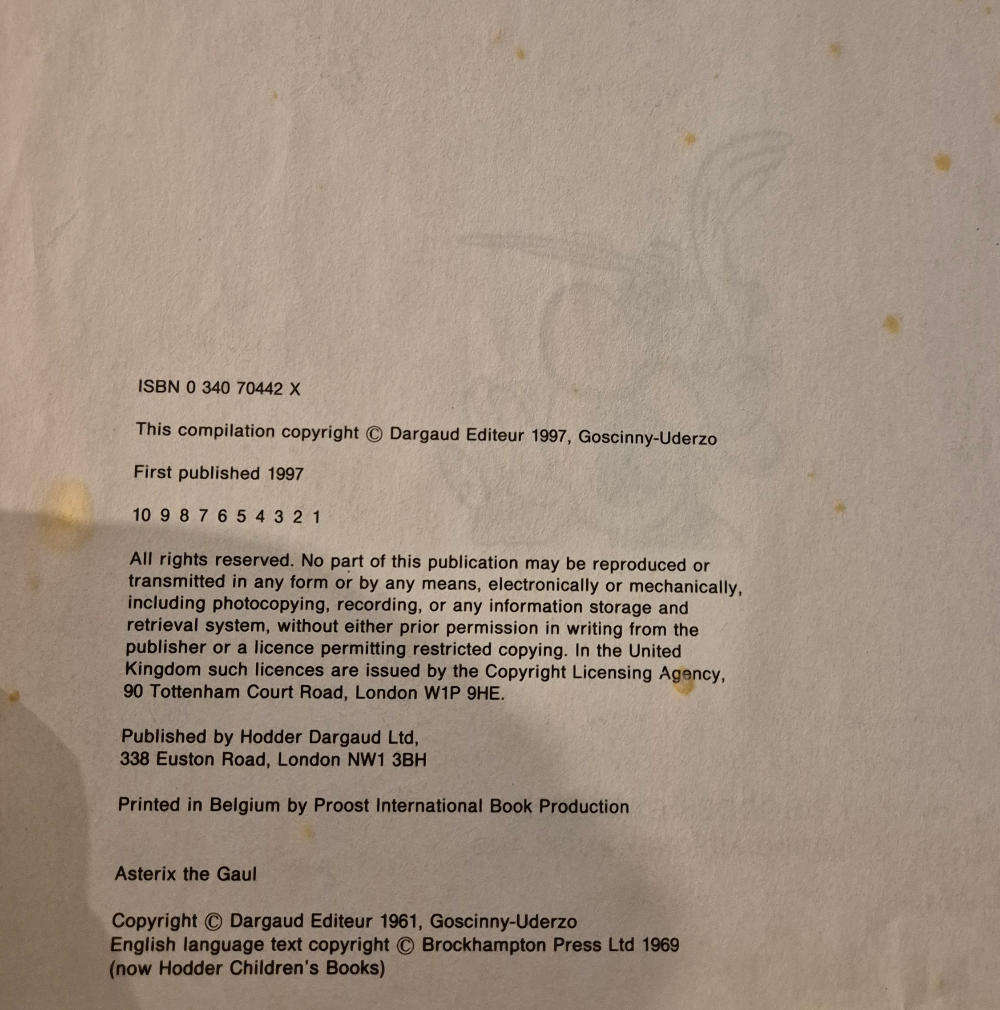 ISBN 0 340 70442 X
This compilation copyright © Dargaud Editeur 1997, Goscinny-Uderzo
First published 1997
10 9 8 7 6 5 4 3 2 1
All rights reserved. No part of this publication may be reproduced or
transmitted in any form or by any means, electronically or mechanically,
including photocopying, recording, or any information storage and
retrieval system, without either prior permission in writing from the
publisher or a licence permitting restricted copying. In the United
Kingdom such licences are issued by the Copyright Licensing Agency,
90 Tottenham Court Road, London W1P 9HE.
Published by Hodder Dargaud Ltd,
338 Euston Road, London NW1 3BH
Printed in Belgium by Proost International Book Production
Asterix the Gaul
Copyright © Dargaud Editeur 1961, Goscinny-Uderzo
English language text copyright © Brockhampton Press Ltd 1969
(now Hodder Children's Books)